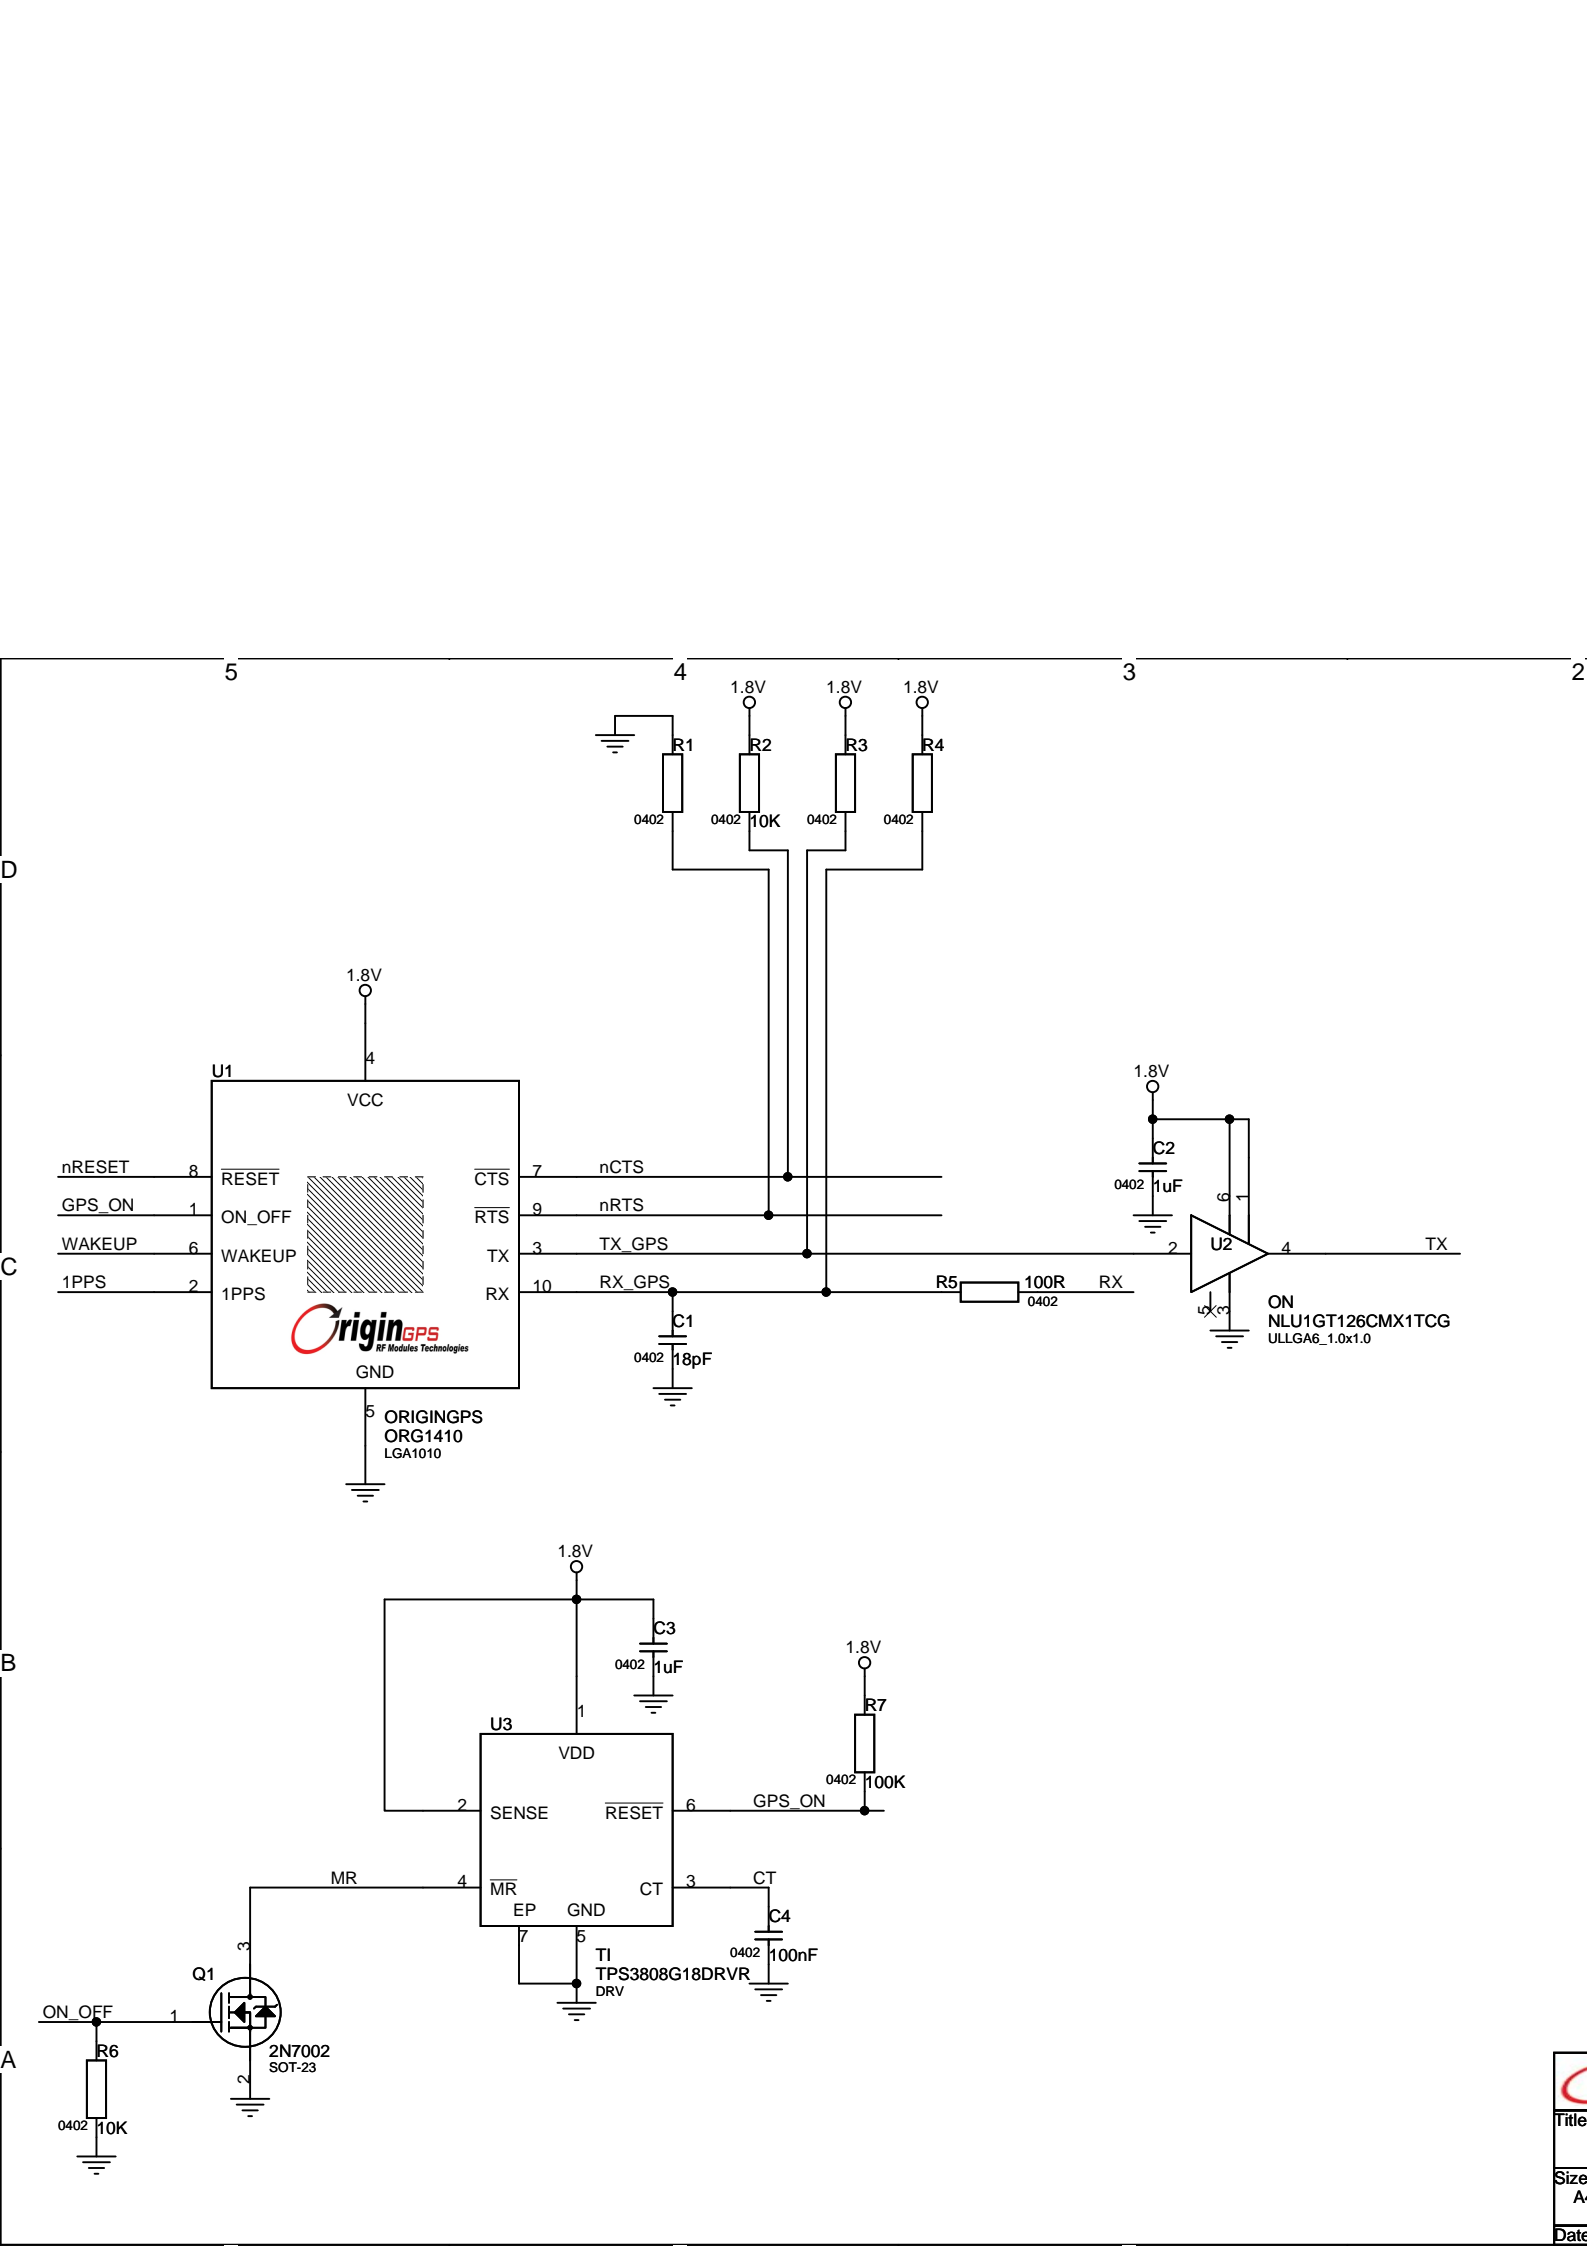 5 4 3 2
1.8V 1.8V 1.8V
R1 R2 R3 R4
0402 0402 10K 0402 0402
D
1.8V
4
U1
VCC
1.8V
C2
0402 1uF
nRESET 8 RESET CTS 7 nCTS
GPS_ON 1 ON_OFF RTS 9 nRTS
WAKEUP 6 WAKEUP TX 3 TX_GPS
1PPS 2 1PPS RX 10 RX_GPS
R5 100R RX
0402
6 1
2 U2 4 TX
5 3
ON
NLU1GT126CMX1TCG
ULLGA6_1.0x1.0
C
C1
0402 18pF
OriginGPS
RF Modules Technologies
GND
5 ORIGINGPS
ORG1410
LGA1010
1.8V
C3
0402 1uF
B
1.8V
R7
0402 100K
1
U3
VDD
2 SENSE RESET 6 GPS_ON
MR 4 MR CT 3 CT
EP GND
7 5
C4
0402 100nF
TI
TPS3808G18DRVR
DRV
3
Q1
ON_OFF 1
R6
0402 10K
2N7002
SOT-23
2
A
Title
Size
A4
Date